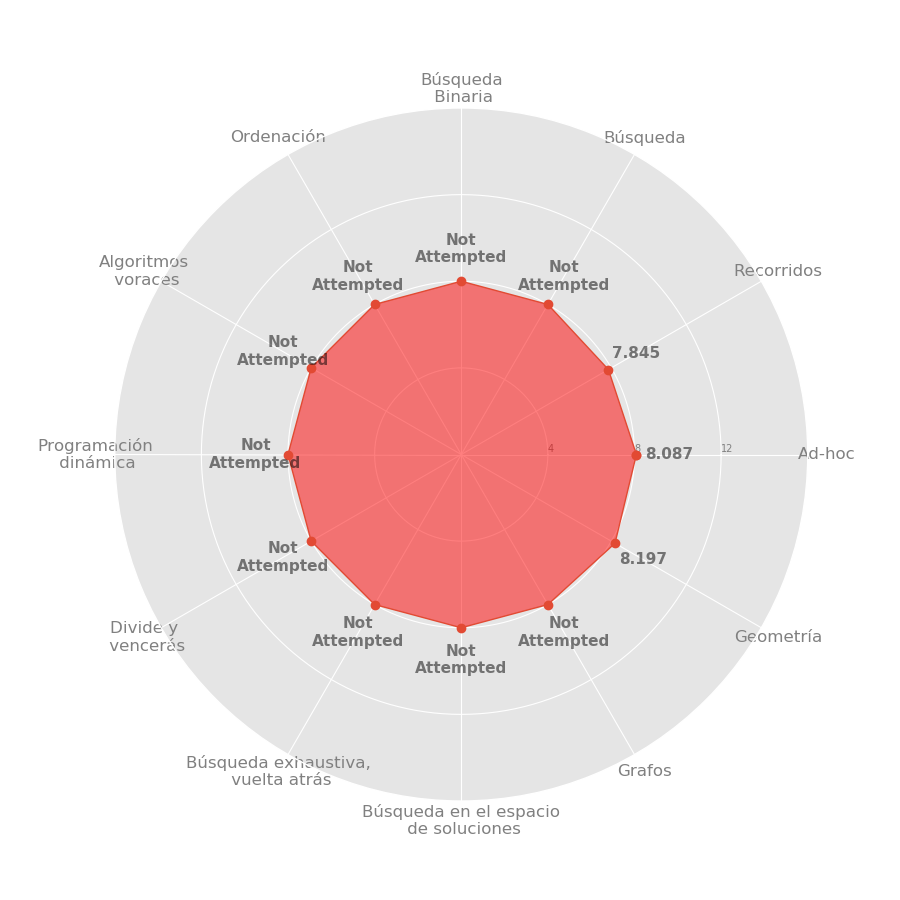 Búsqueda
Binaria
Ordenación
Búsqueda
Not
Attempted
Algoritmos
voraces
Not
Attempted
Not
Attempted
Recorridos
Not
Attempted
7.845
Programación
dinámica
Not
Attempted
4
8
12
8.087
Ad-hoc
Not
Attempted
8.197
Divide y
vencerás
Not
Attempted
Not
Attempted
Geometría
Not
Attempted
Búsqueda exhaustiva,
vuelta atrás
Grafos
Búsqueda en el espacio
de soluciones